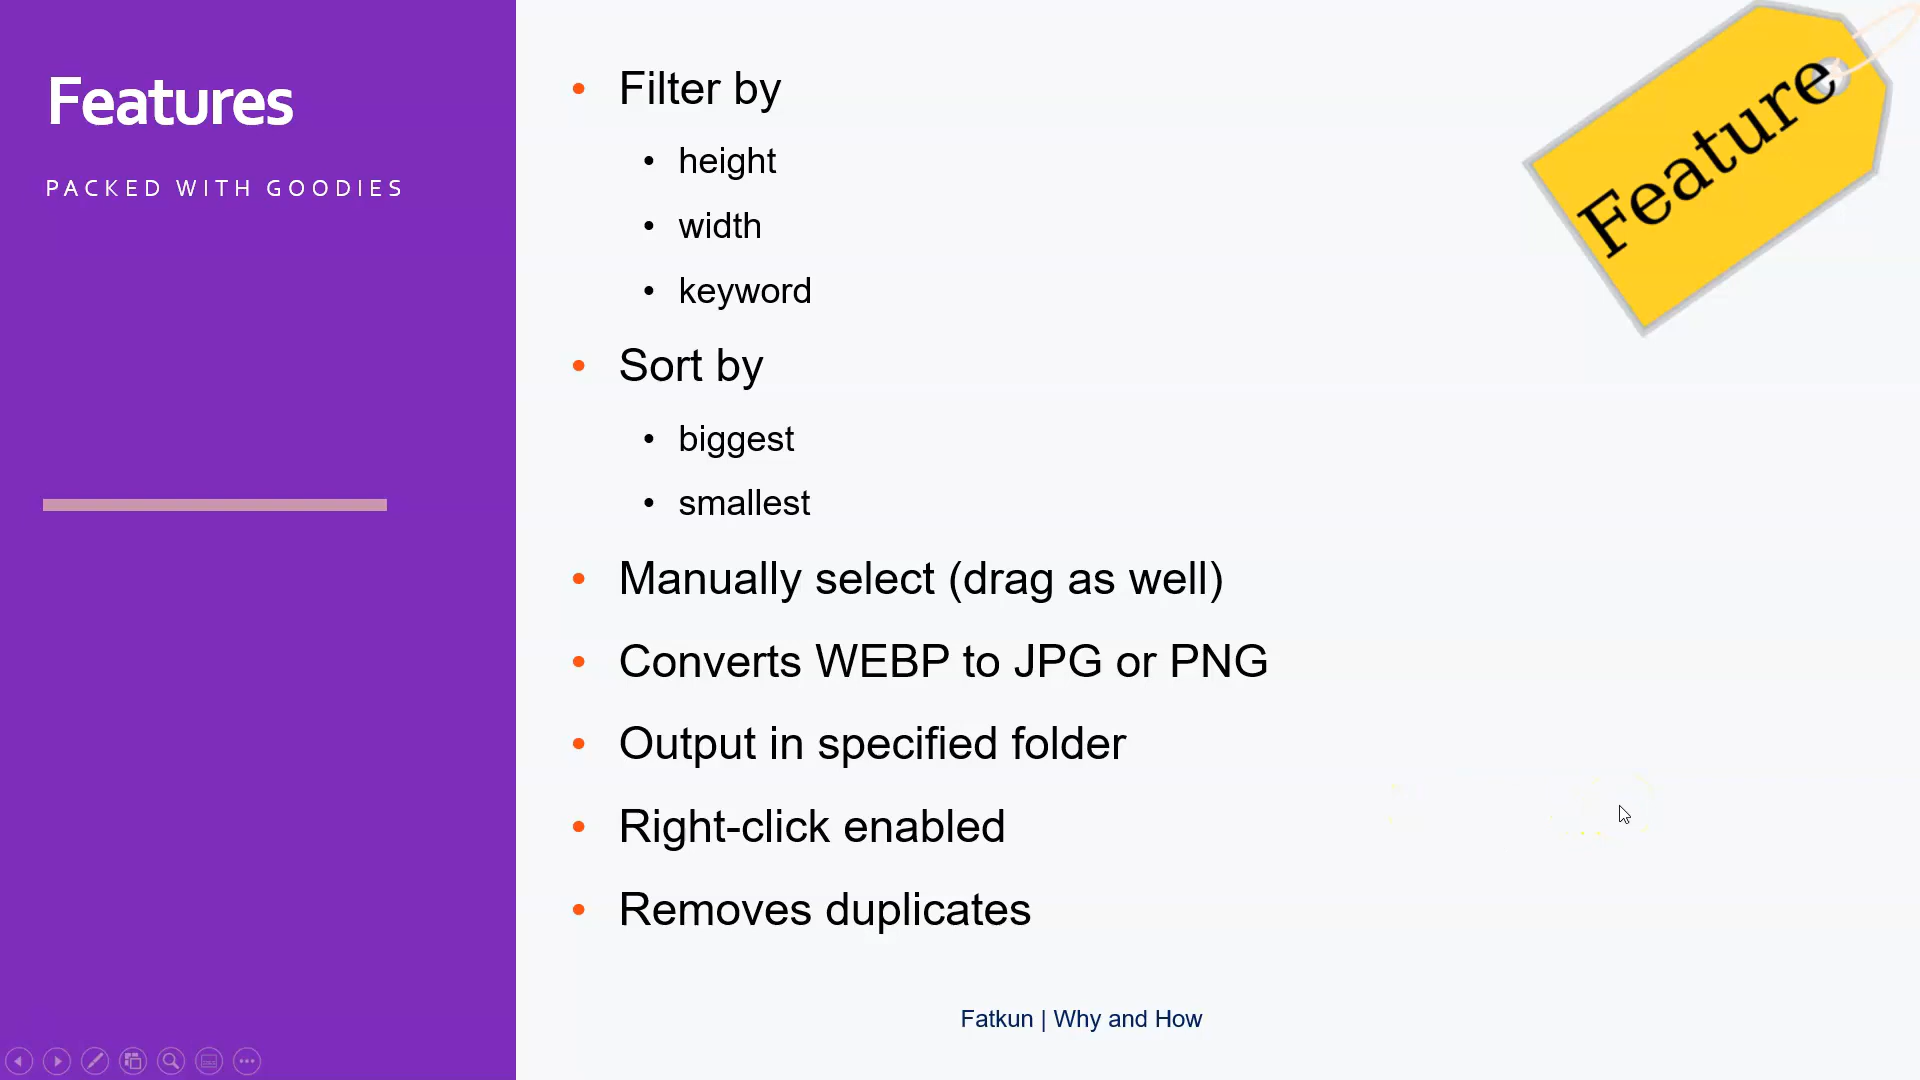 Features
PACKED WITH GOODIES
• Filter by
• height
• width
• keyword
• Sort by
• biggest
• smallest
• Manually select (drag as well)
• Converts WEBP to JPG or PNG
• Output in specified folder
• Right-click enabled
• Removes duplicates
Feature
Fatkun | Why and How